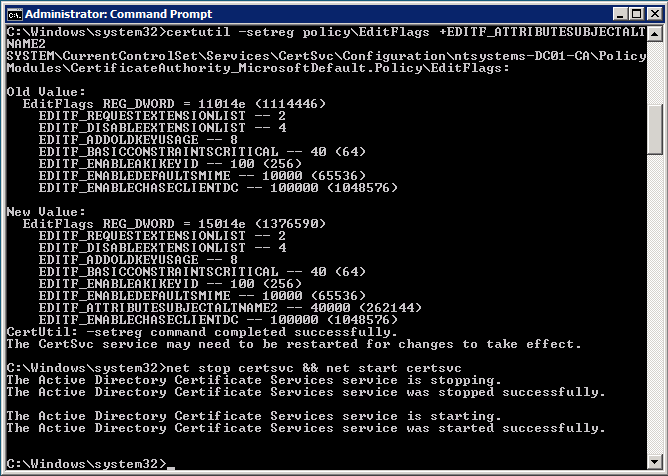 Administrator: Command Prompt
C:\Windows\system32>certutil -setreg policy\EditFlags +EDITF_ATTRIBUTESUBJECTALT
NAME2
SYSTEM\CurrentControlSet\Services\CertSvc\Configuration\ntsystems-DC01-CA\Policy
Modules\CertificateAuthority_MicrosoftDefault.Policy\EditFlags:

Old Value:
  EditFlags REG_DWORD = 11014e (1114446)
    EDITF_REQUESTEXTENSIONLIST -- 2
    EDITF_DISABLEEXTENSIONLIST -- 4
    EDITF_ADDOLDKEYUSAGE -- 8
    EDITF_BASICCONSTRAINTSCRITICAL -- 40 (64)
    EDITF_ENABLEAKIKEYID -- 100 (256)
    EDITF_ENABLEDEFAULTSMIME -- 10000 (65536)
    EDITF_ENABLECHASECLIENTDC -- 100000 (1048576)

New Value:
  EditFlags REG_DWORD = 15014e (1376590)
    EDITF_REQUESTEXTENSIONLIST -- 2
    EDITF_DISABLEEXTENSIONLIST -- 4
    EDITF_ADDOLDKEYUSAGE -- 8
    EDITF_BASICCONSTRAINTSCRITICAL -- 40 (64)
    EDITF_ENABLEAKIKEYID -- 100 (256)
    EDITF_ENABLEDEFAULTSMIME -- 10000 (65536)
    EDITF_ATTRIBUTESUBJECTALTNAME2 -- 40000 (262144)
    EDITF_ENABLECHASECLIENTDC -- 100000 (1048576)
CertUtil: -setreg command completed successfully.
The CertSvc service may need to be restarted for changes to take effect.

C:\Windows\system32>net stop certsvc && net start certsvc
The Active Directory Certificate Services service is stopping.
The Active Directory Certificate Services service was stopped successfully.

The Active Directory Certificate Services service is starting.
The Active Directory Certificate Services service was started successfully.

C:\Windows\system32>_